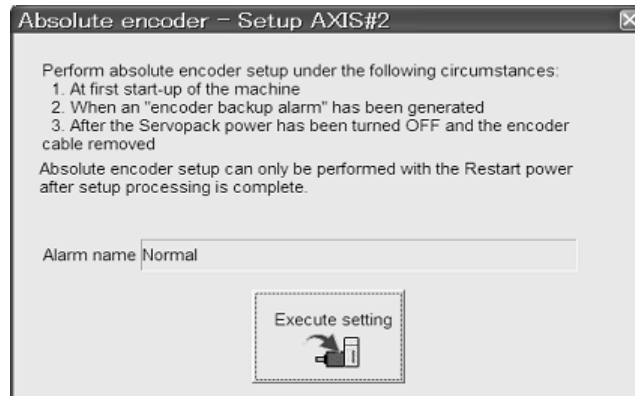 Absolute encoder − Setup AXIS#2
Perform absolute encoder setup under the following circumstances:
1. At first start-up of the machine
2. When an "encoder backup alarm" has been generated
3. After the Servopack power has been turned OFF and the encoder
cable removed
Absolute encoder setup can only be performed with the Restart power
after setup processing is complete.
Alarm name Normal
Execute setting